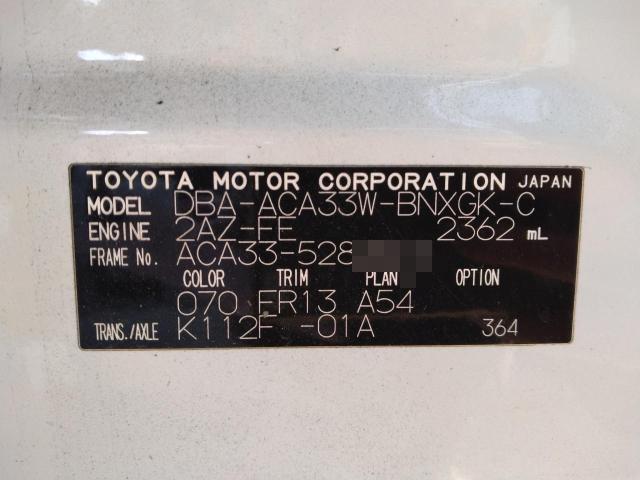 TOYOTA MOTOR CORPORATION JAPAN
MODEL DBA-ACA33W-BNXGK-C
ENGINE 2AZ-FE 2362 mL
FRAME No. ACA33-528
COLOR TRIM PLAN OPTION
070 FR13 A54
TRANS./AXLE K112F -01A 364